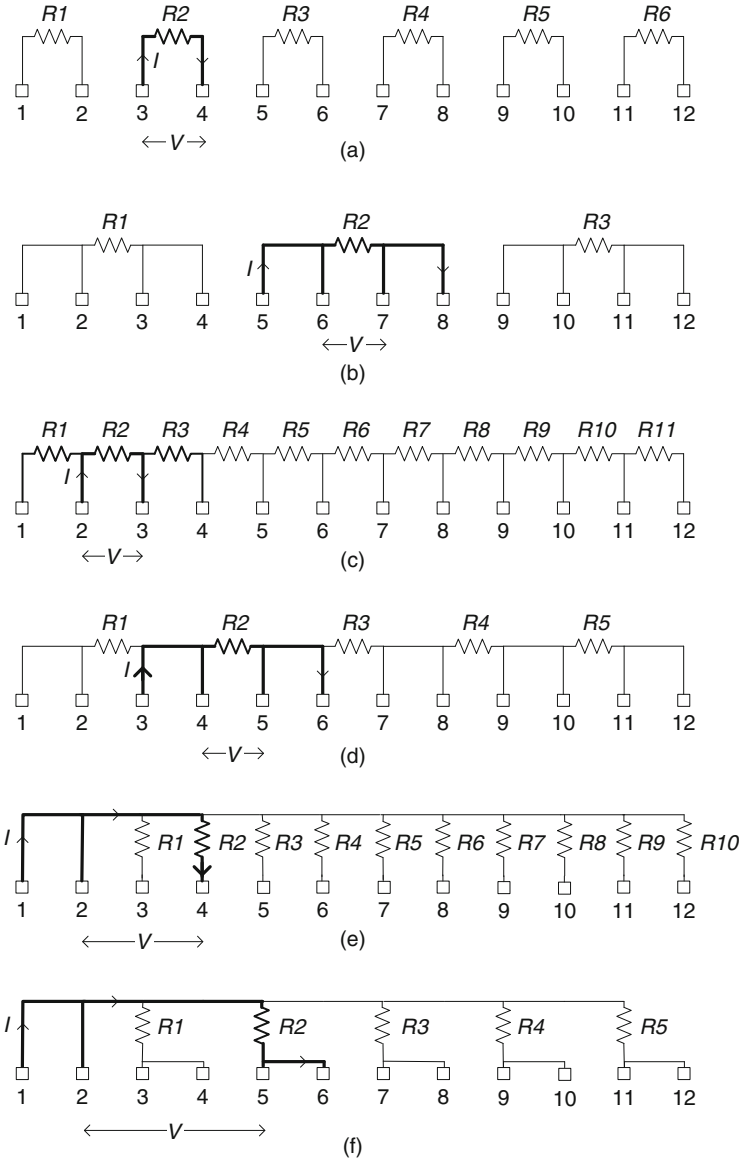 R1 R2 R3 R4 R5 R6
I
1 2 3 4 5 6 7 8 9 10 11 12
V
(a)
R1 R2 R3
I
1 2 3 4 5 6 7 8 9 10 11 12
V
(b)
R1 R2 R3 R4 R5 R6 R7 R8 R9 R10 R11
I
1 2 3 4 5 6 7 8 9 10 11 12
V
(c)
R1 R2 R3 R4 R5
I
1 2 3 4 5 6 7 8 9 10 11 12
V
(d)
I R1 R2 R3 R4 R5 R6 R7 R8 R9 R10
1 2 3 4 5 6 7 8 9 10 11 12
V
(e)
I R1 R2 R3 R4 R5
1 2 3 4 5 6 7 8 9 10 11 12
V
(f)